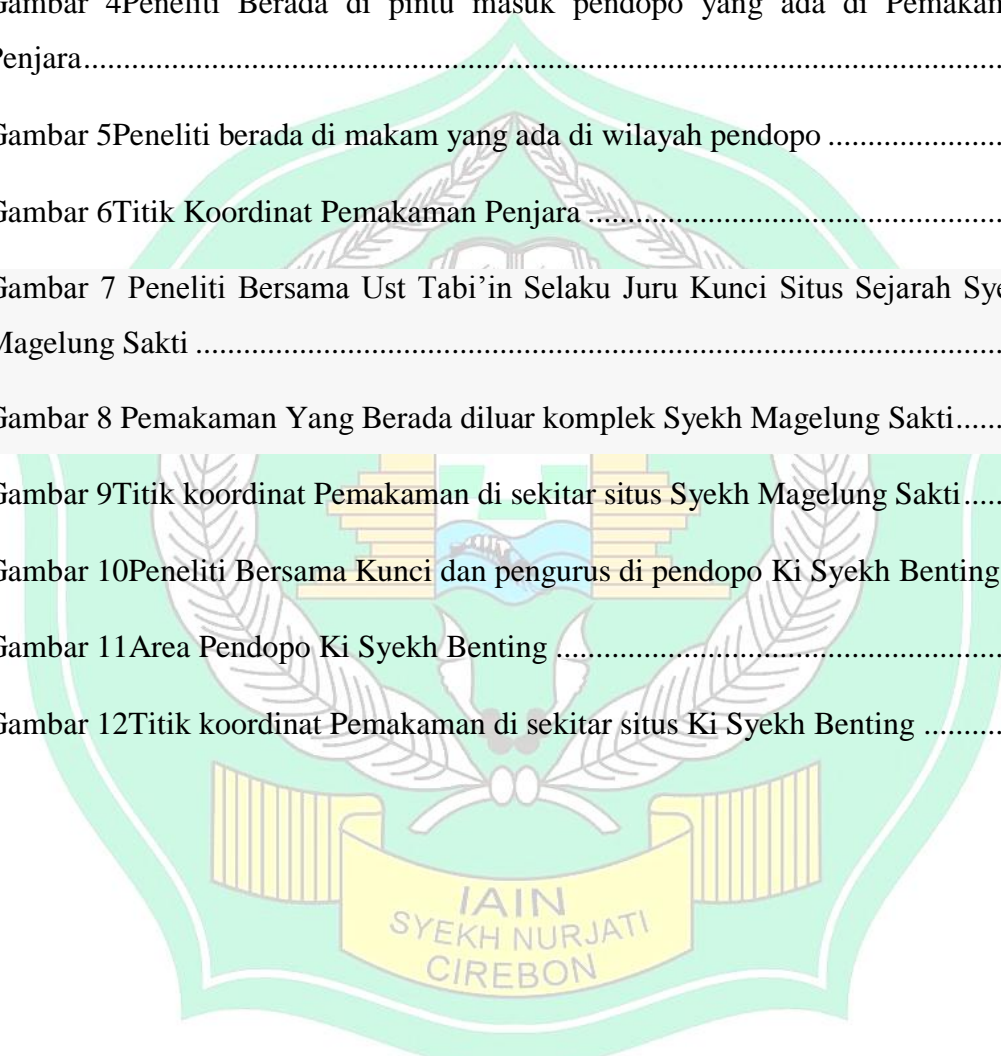 Gambar 4Peneliti Berada di pintu masuk pendopo yang ada di Pemakam
Penjara....................................................................................................................
Gambar 5Peneliti berada di makam yang ada di wilayah pendopo ......................
Gambar 6Titik Koordinat Pemakaman Penjara ....................................................
Gambar 7 Peneliti Bersama Ust Tabi’in Selaku Juru Kunci Situs Sejarah Sye
Magelung Sakti .....................................................................................................
Gambar 8 Pemakaman Yang Berada diluar komplek Syekh Magelung Sakti......
Gambar 9Titik koordinat Pemakaman di sekitar situs Syekh Magelung Sakti.....
Gambar 10Peneliti Bersama Kunci dan pengurus di pendopo Ki Syekh Benting
Gambar 11Area Pendopo Ki Syekh Benting ........................................................
Gambar 12Titik koordinat Pemakaman di sekitar situs Ki Syekh Benting ..........
IAIN
SYEKH NURJATI
CIREBON